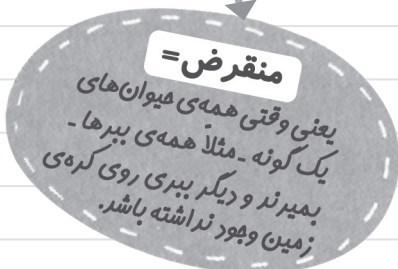 منقرض=
یعنی وقتی همه‌ی حیوان‌های
یک گونه ـ مثلاً همه‌ی ببرها ـ
بمیرند و دیگر ببری روی کره‌ی
زمین وجود نداشته باشد.